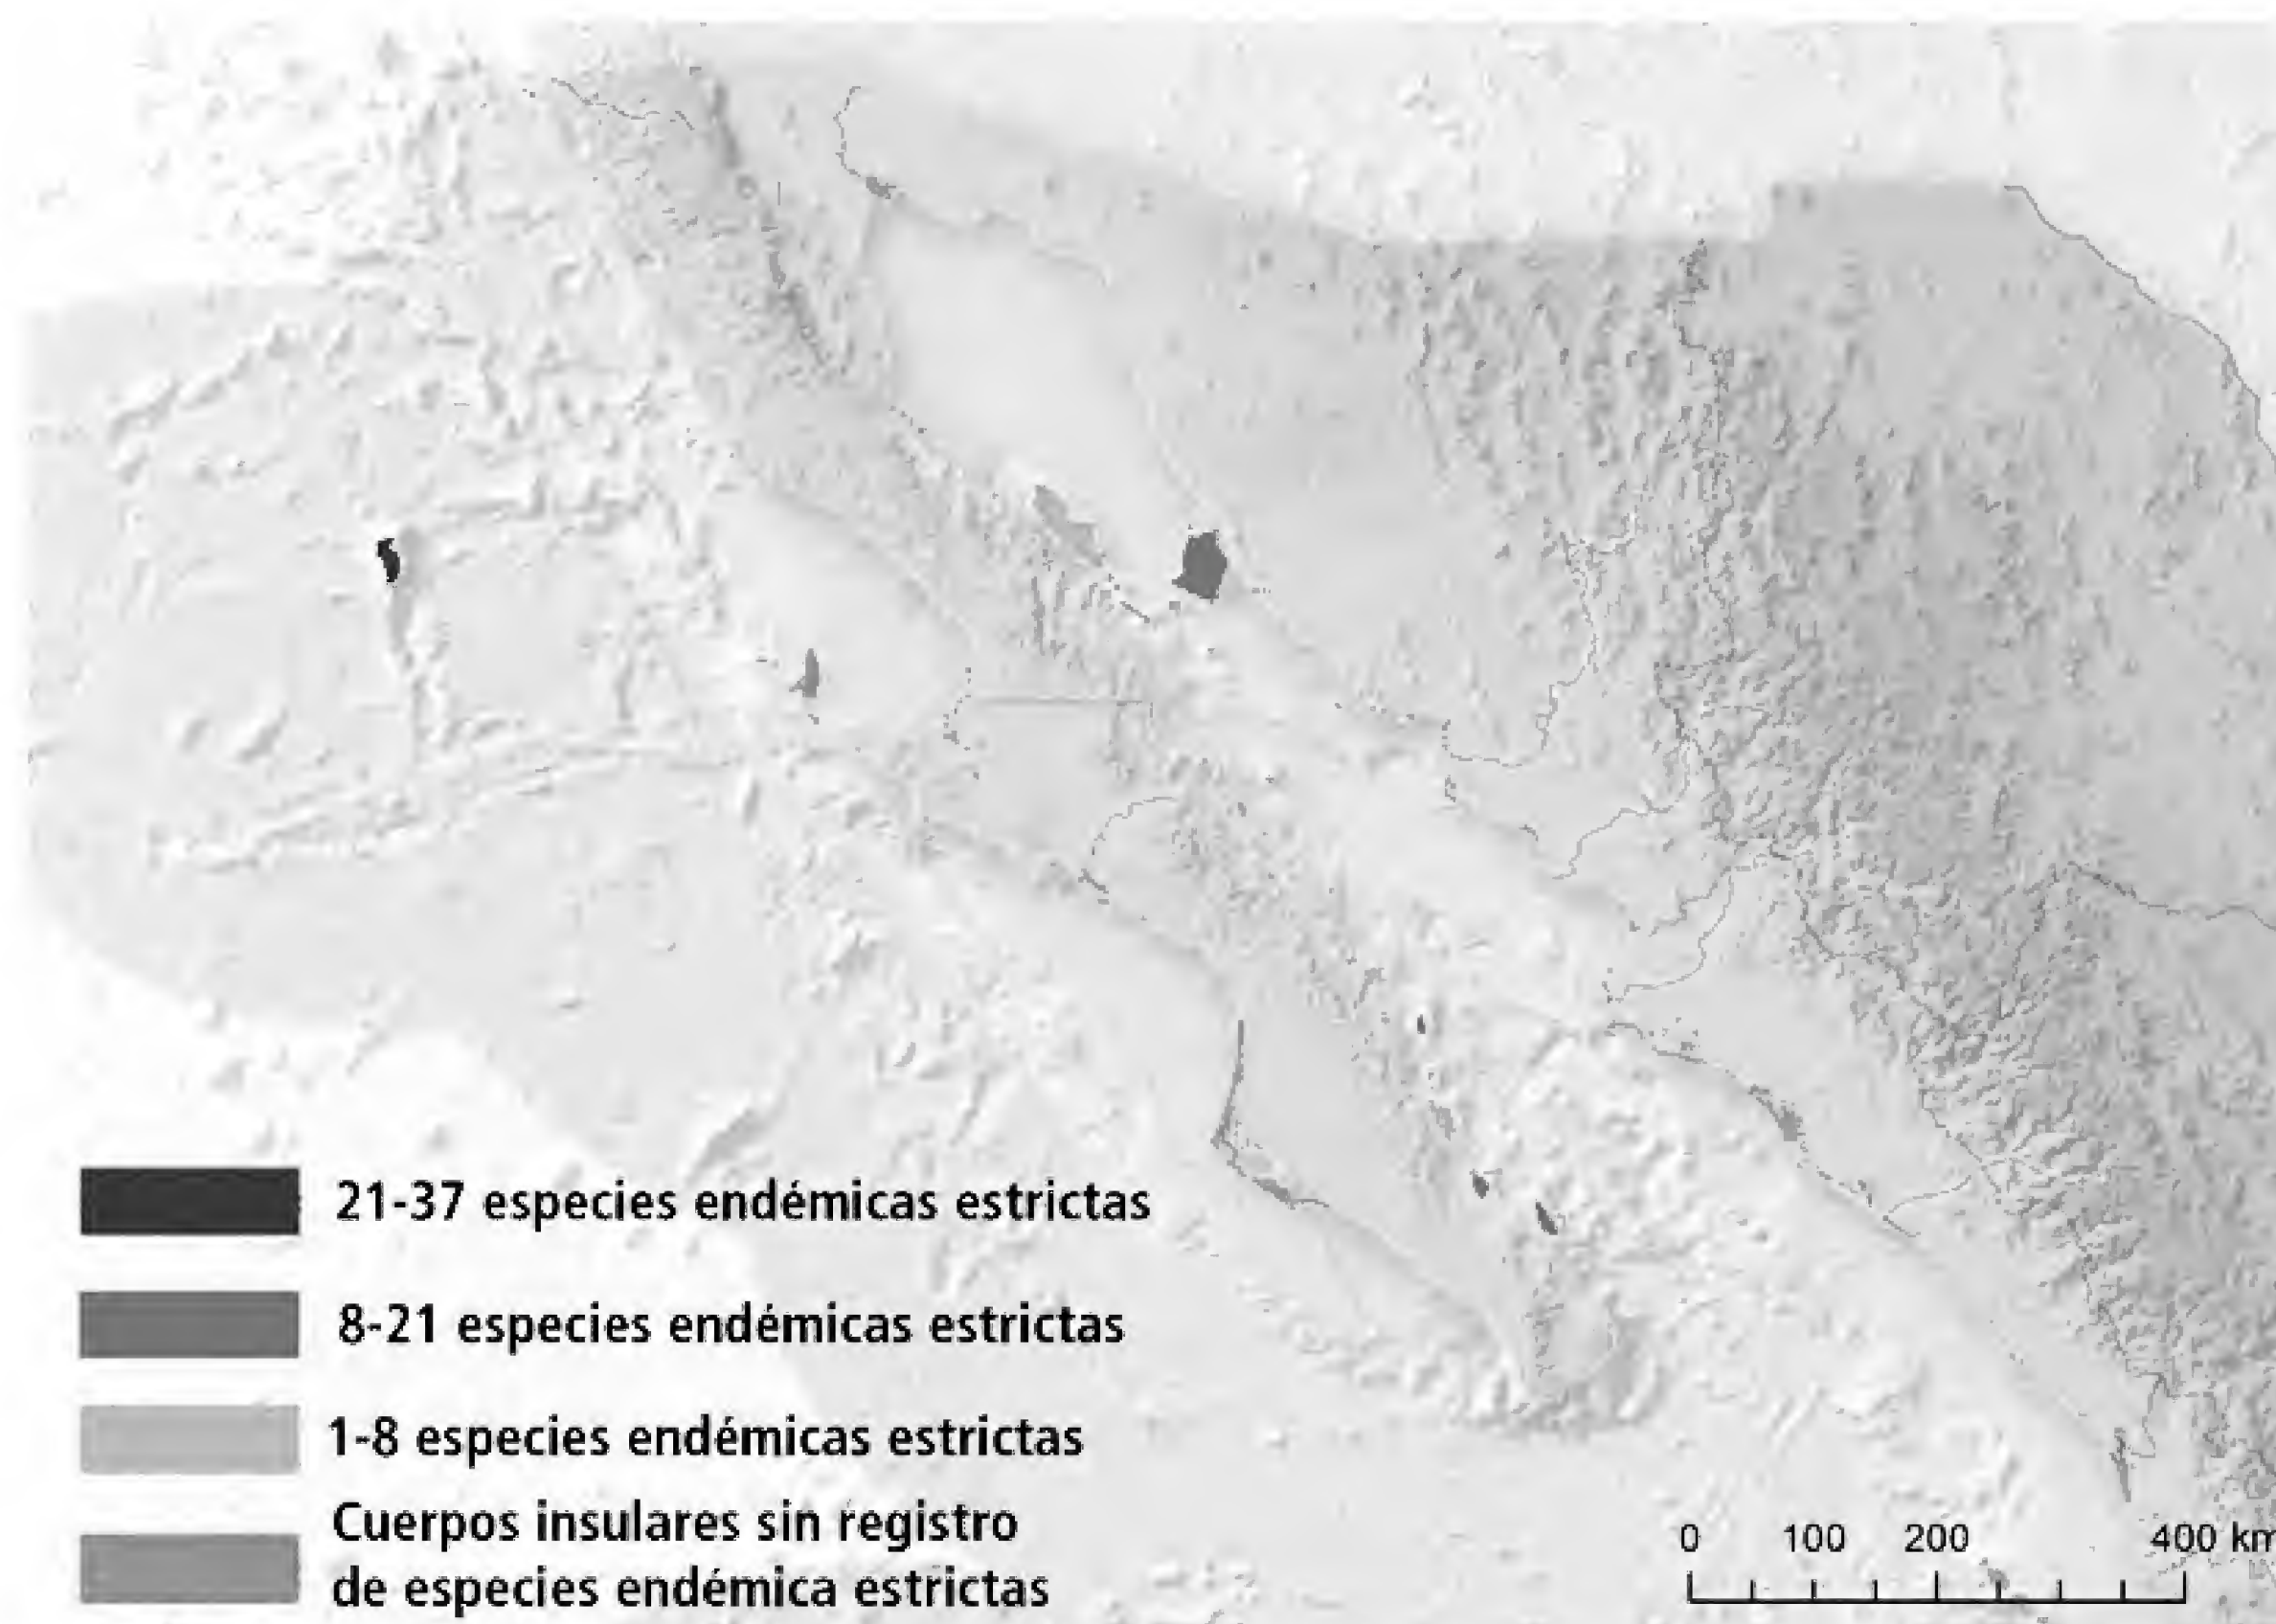 21-37 especies endémicas estrictas
8-21 especies endémicas estrictas
1-8 especies endémicas estrictas
Cuerpos insulares sin registro
de especies endémica estrictas
0 100 200 400 km